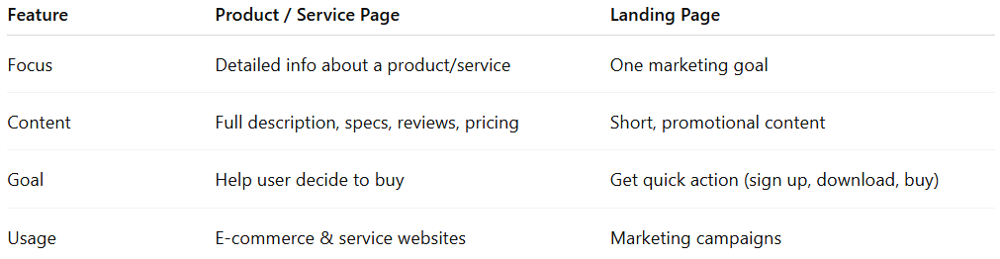 Feature Product / Service Page Landing Page
Focus Detailed info about a product/service One marketing goal
Content Full description, specs, reviews, pricing Short, promotional content
Goal Help user decide to buy Get quick action (sign up, download, buy)
Usage E-commerce & service websites Marketing campaigns